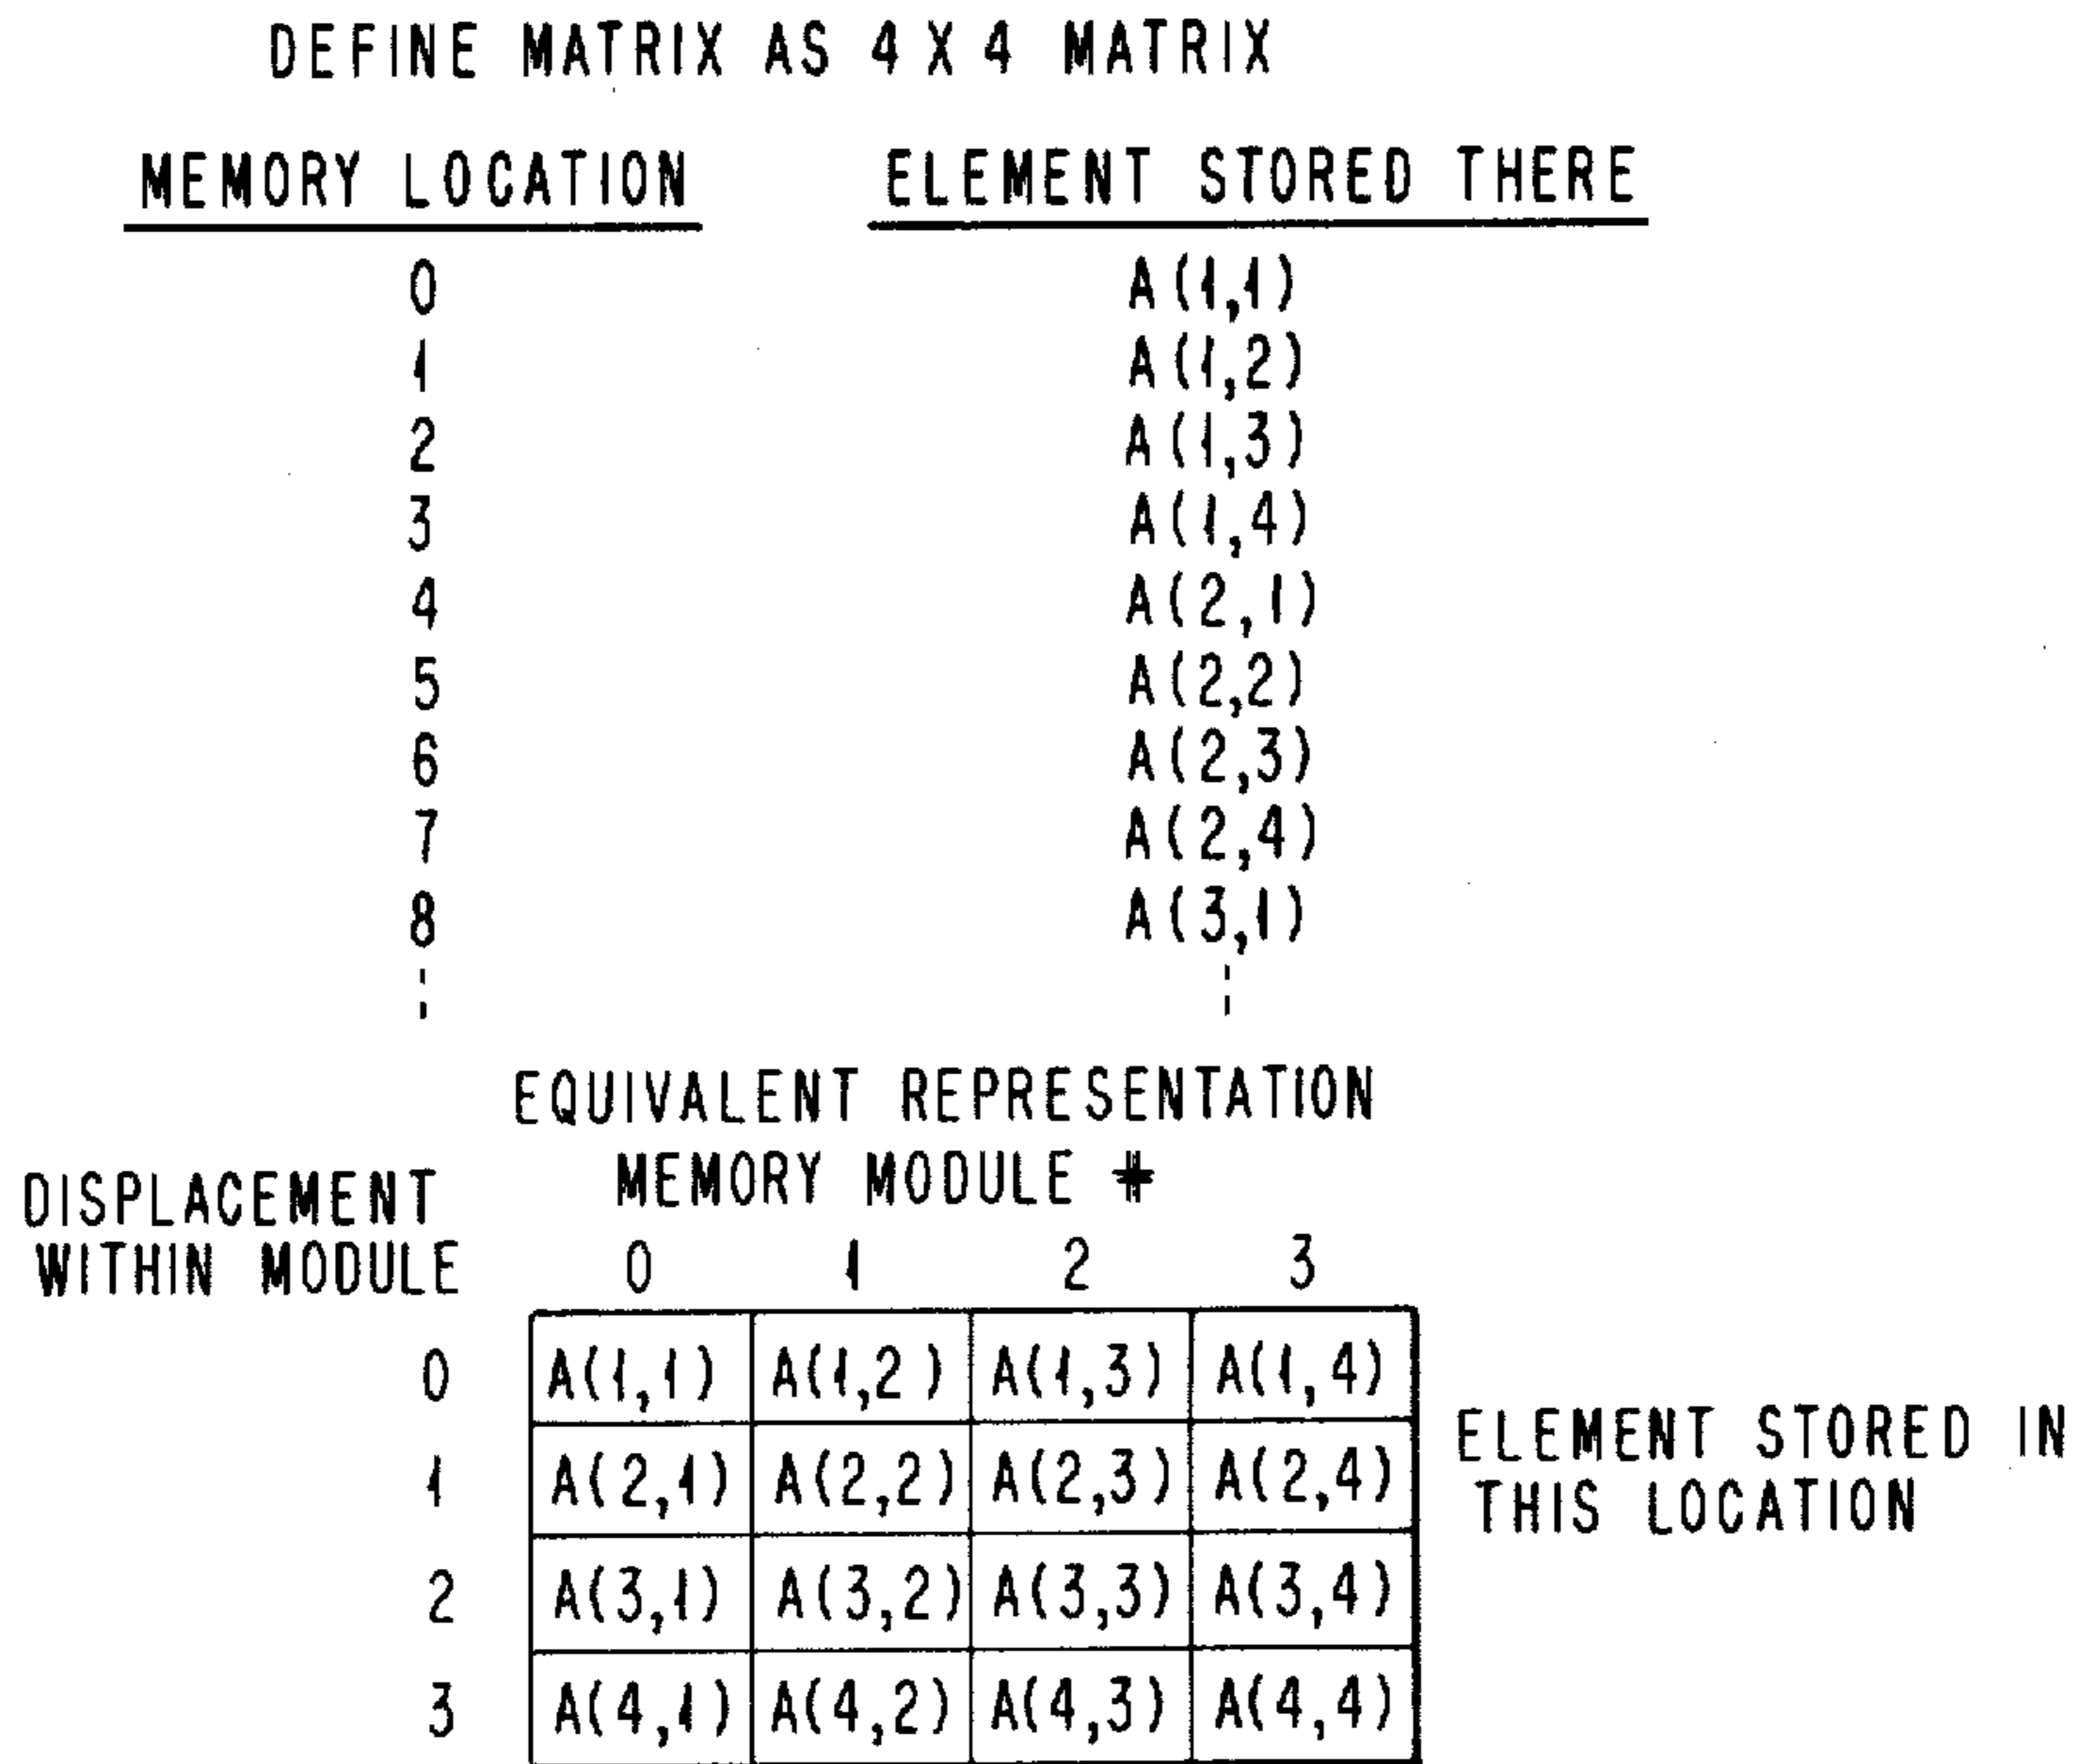 DEFINE MATRIX AS 4 X 4 MATRIX
MEMORY LOCATION ELEMENT STORED THERE
0 A(1,1)
1 A(1,2)
2 A(1,3)
3 A(1,4)
4 A(2,1)
5 A(2,2)
6 A(2,3)
7 A(2,4)
8 A(3,1)
EQUIVALENT REPRESENTATION
MEMORY MODULE #
DISPLACEMENT
WITHIN MODULE 0 1 2 3
0 A(1,1) A(1,2) A(1,3) A(1,4)
1 A(2,1) A(2,2) A(2,3) A(2,4)
2 A(3,1) A(3,2) A(3,3) A(3,4)
3 A(4,1) A(4,2) A(4,3) A(4,4)
ELEMENT STORED IN
THIS LOCATION